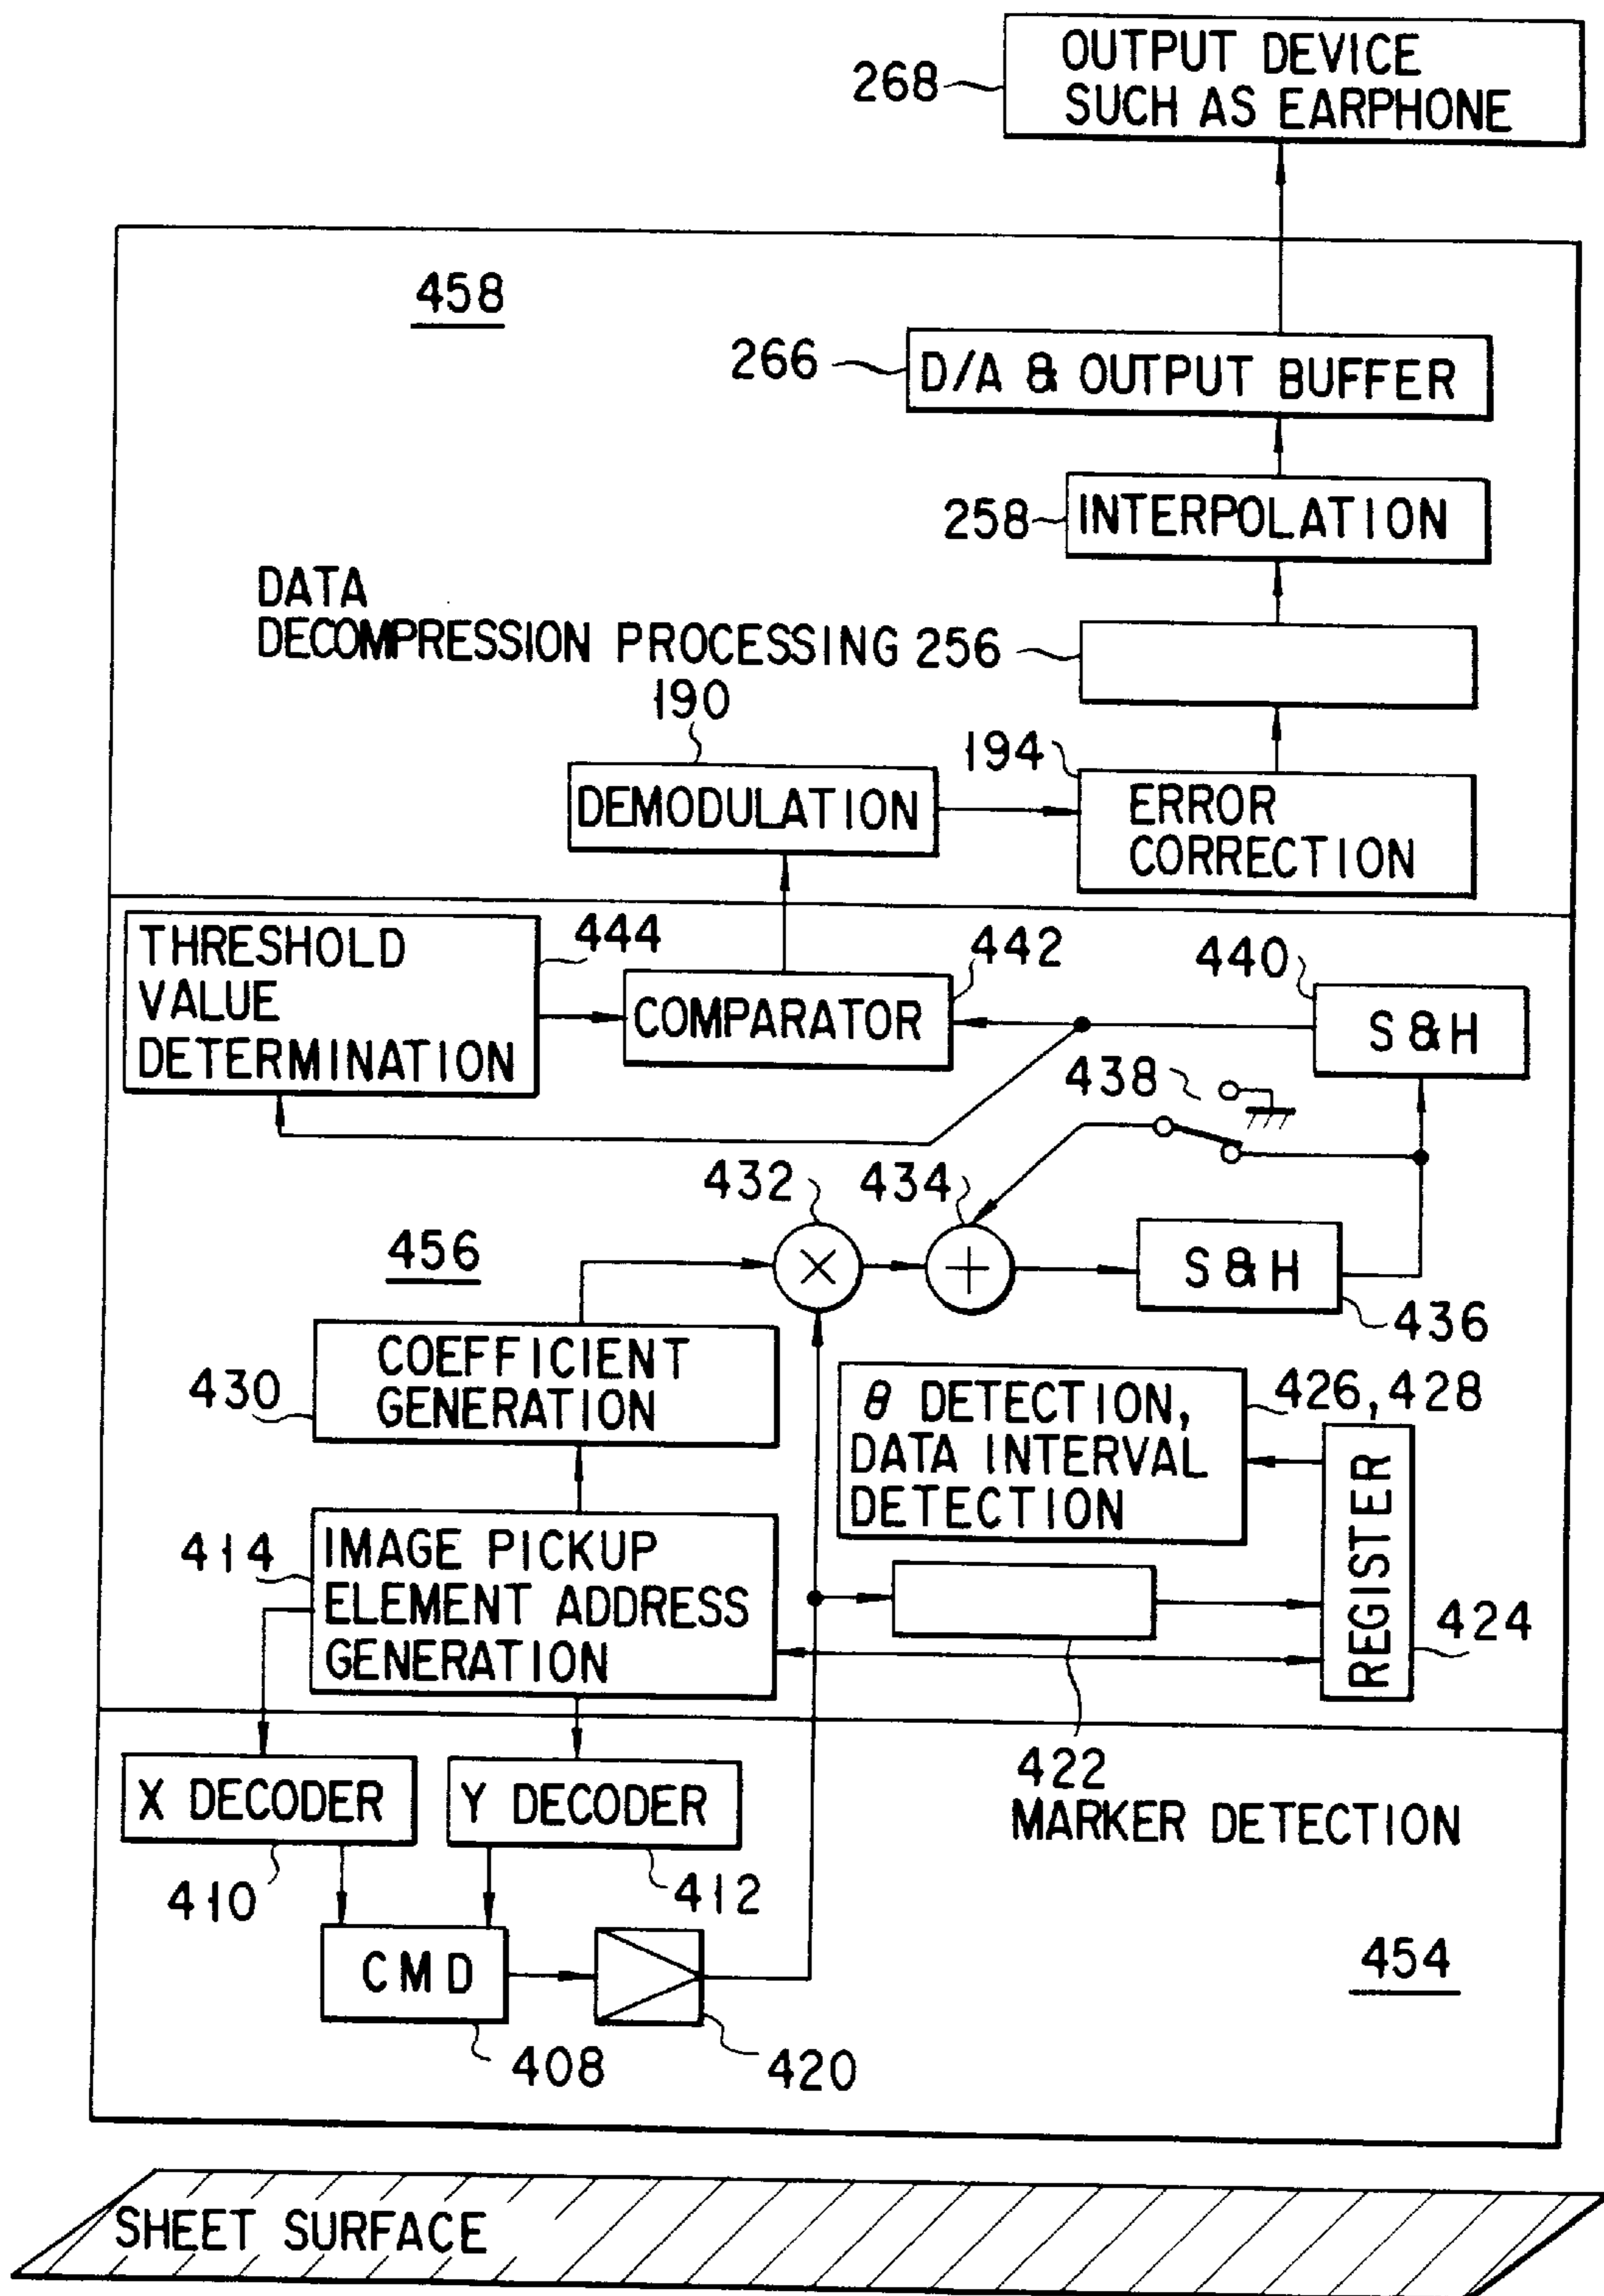 OUTPUT DEVICE
SUCH AS EARPHONE
268
458
266
D/A & OUTPUT BUFFER
258
INTERPOLATION
DATA
DECOMPRESSION PROCESSING 256
190
194
DEMODULATION
ERROR
CORRECTION
THRESHOLD
VALUE
DETERMINATION
444
COMPARATOR
442
440
S&H
438
432
434
456
×
+
S&H
436
COEFFICIENT
GENERATION
430
θ DETECTION,
DATA INTERVAL
DETECTION
426,428
REGISTER
424
414
IMAGE PICKUP
ELEMENT ADDRESS
GENERATION
422
MARKER DETECTION
X DECODER
Y DECODER
410
412
CMD
408
420
454
SHEET SURFACE